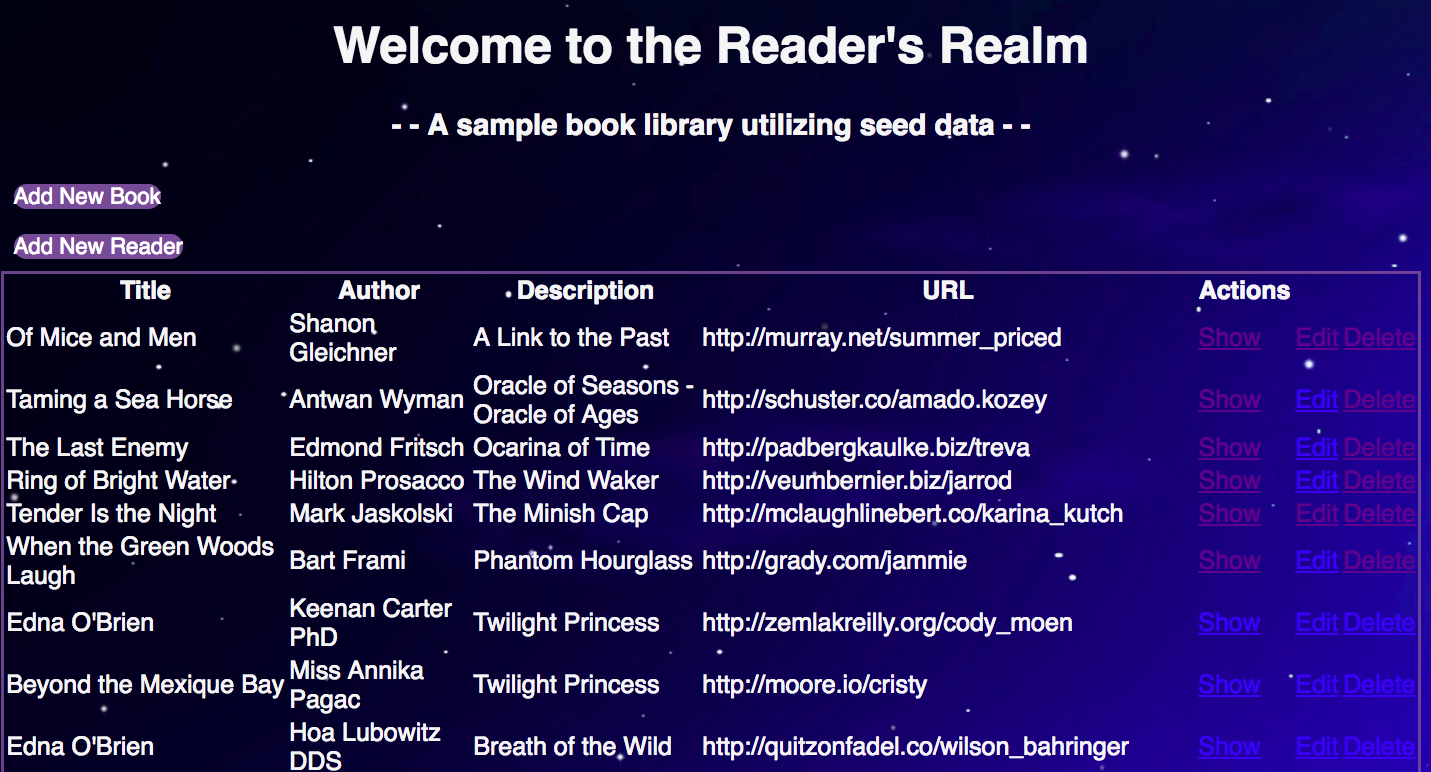 Welcome to the Reader's Realm
- - A sample book library utilizing seed data - -
Add New Book
Add New Reader
Title Author Description URL Actions
Of Mice and Men Shanon Gleichner A Link to the Past http://murray.net/summer_priced Show Edit Delete
Taming a Sea Horse Antwan Wyman Oracle of Seasons - Oracle of Ages http://schuster.co/amado.kozey Show Edit Delete
The Last Enemy Edmond Fritsch Ocarina of Time http://padbergkaulke.biz/treva Show Edit Delete
Ring of Bright Water Hilton Prosacco The Wind Waker http://veumbernier.biz/jarrod Show Edit Delete
Tender Is the Night Mark Jaskolski The Minish Cap http://mclaughlinebert.co/karina_kutch Show Edit Delete
When the Green Woods Laugh Bart Frami Phantom Hourglass http://grady.com/jammie Show Edit Delete
Edna O'Brien Keenan Carter PhD Twilight Princess http://zemlakreilly.org/cody_moen Show Edit Delete
Beyond the Mexique Bay Miss Annika Pagac Twilight Princess http://moore.io/cristy Show Edit Delete
Edna O'Brien Hoa Lubowitz DDS Breath of the Wild http://quitzonfadel.co/wilson_bahringer Show Edit Delete